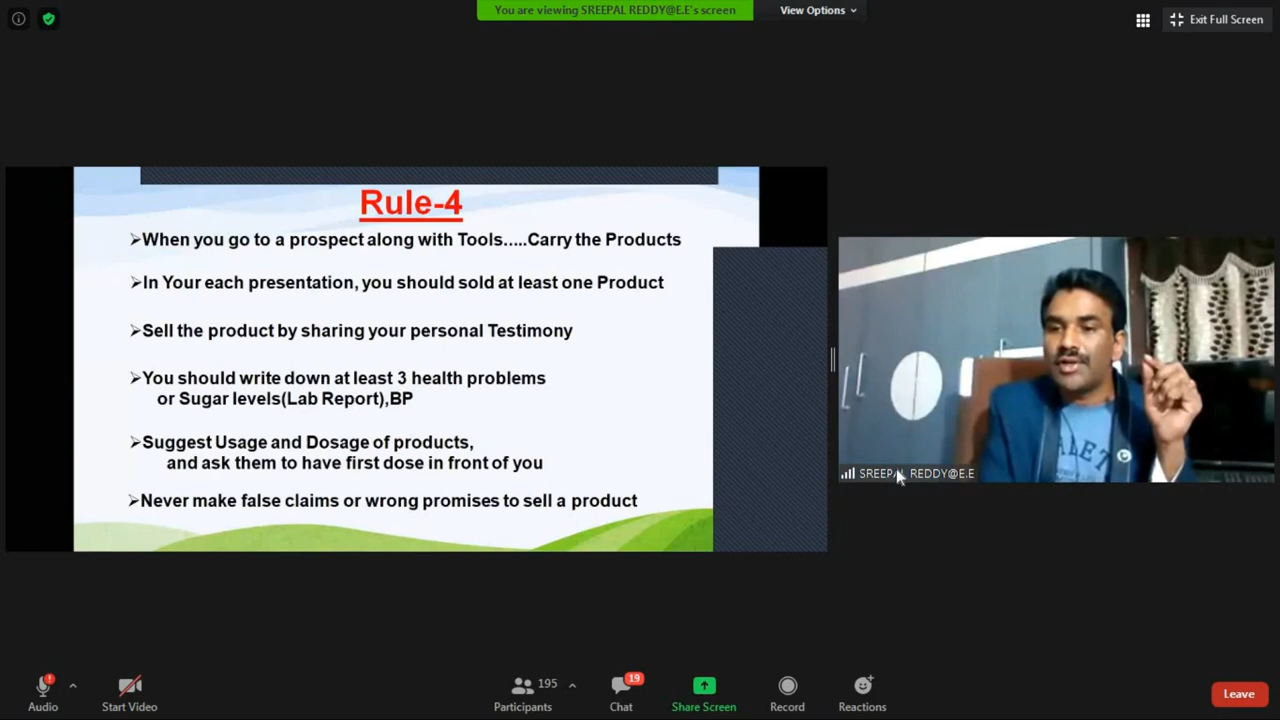 You are viewing SREEPAL REDDY@E.E's screen
View Options
Exit Full Screen
Rule-4
➢When you go to a prospect along with Tools.....Carry the Products
➢In Your each presentation, you should sold at least one Product
➢Sell the product by sharing your personal Testimony
➢You should write down at least 3 health problems
or Sugar levels(Lab Report),BP
➢Suggest Usage and Dosage of products,
and ask them to have first dose in front of you
➢Never make false claims or wrong promises to sell a product
SREEPAL REDDY@E.E
195
19
Audio
Start Video
Participants
Chat
Share Screen
Record
Reactions
Leave